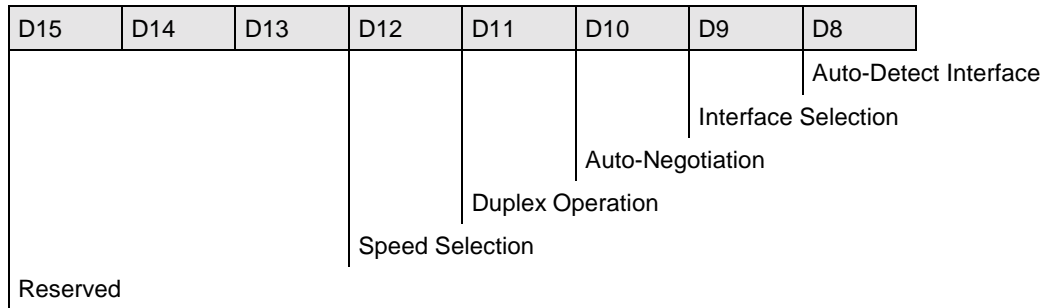 D15 D14 D13 D12 D11 D10 D9 D8
Auto-Detect Interface
Interface Selection
Auto-Negotiation
Duplex Operation
Speed Selection
Reserved